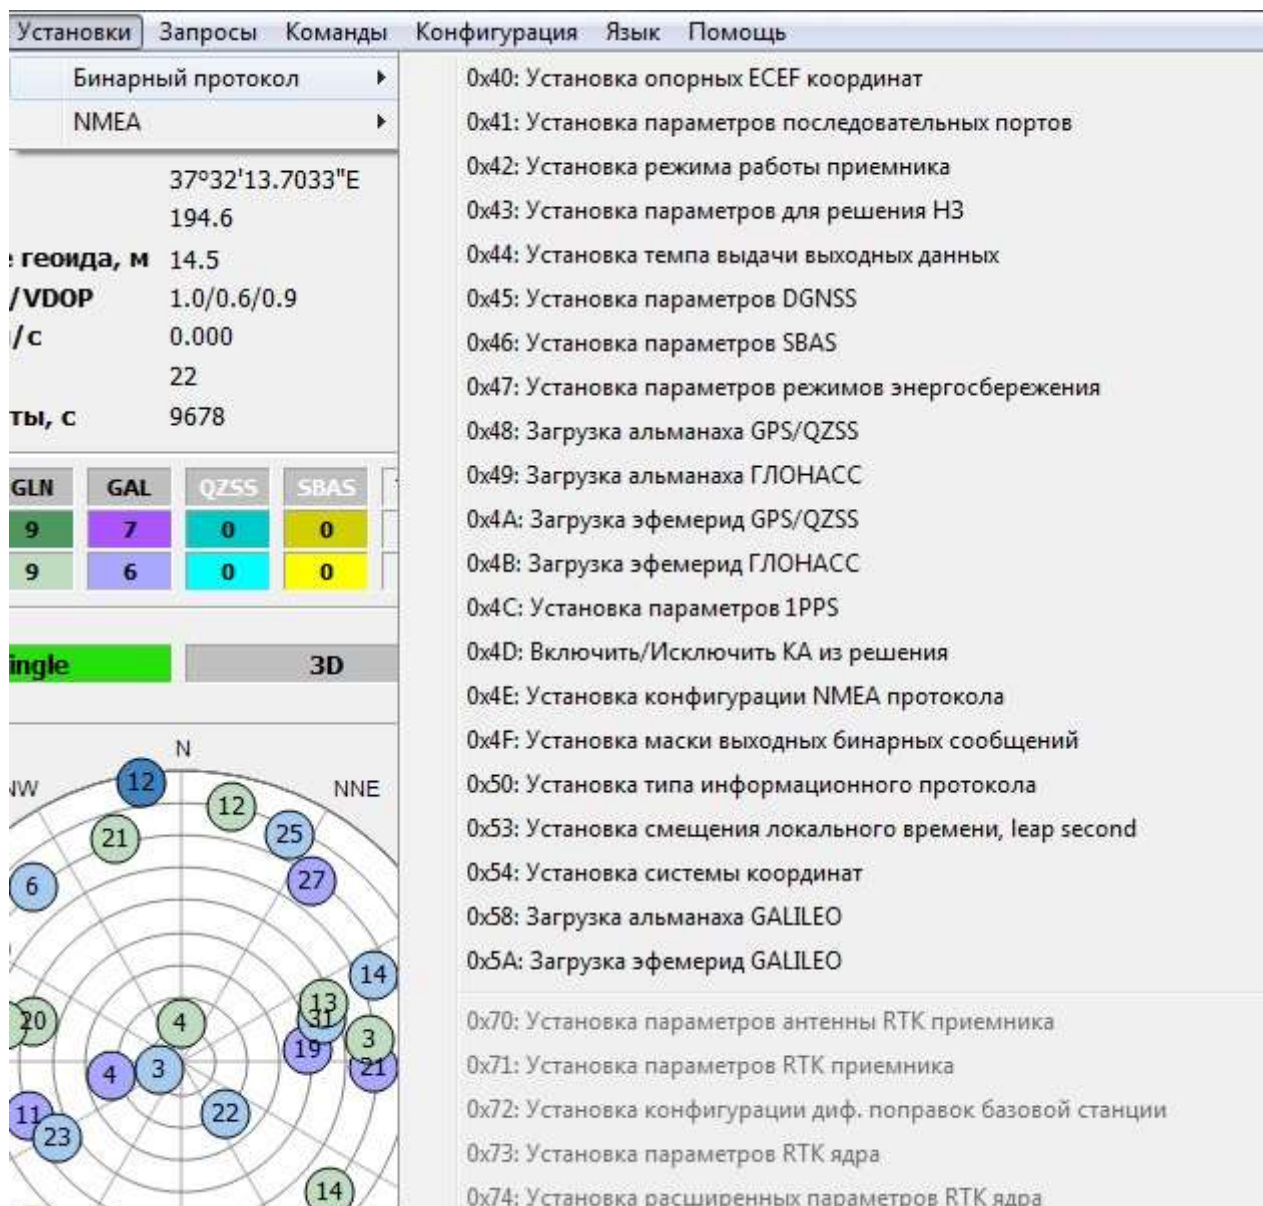 Установки Запросы Команды Конфигурация Язык Помощь
Бинарный протокол
NMEA
37°32'13.7033"E
194.6
геоида, м 14.5
/VDOP 1.0/0.6/0.9
/с 0.000
22
ты, с 9678
GLN GAL QZSS SBAS
9 7 0 0
9 6 0 0
ingle 3D
N
NW NNE
12
12
21
25
6
27
14
13
20
4
31
3
19
21
4
3
11
22
23
14
0x40: Установка опорных ECEF координат
0x41: Установка параметров последовательных портов
0x42: Установка режима работы приемника
0x43: Установка параметров для решения НЗ
0x44: Установка темпа выдачи выходных данных
0x45: Установка параметров DGNSS
0x46: Установка параметров SBAS
0x47: Установка параметров режимов энергосбережения
0x48: Загрузка альманаха GPS/QZSS
0x49: Загрузка альманаха ГЛОНАСС
0x4A: Загрузка эфемерид GPS/QZSS
0x4B: Загрузка эфемерид ГЛОНАСС
0x4C: Установка параметров 1PPS
0x4D: Включить/Исключить КА из решения
0x4E: Установка конфигурации NMEA протокола
0x4F: Установка маски выходных бинарных сообщений
0x50: Установка типа информационного протокола
0x53: Установка смещения локального времени, leap second
0x54: Установка системы координат
0x58: Загрузка альманаха GALILEO
0x5A: Загрузка эфемерид GALILEO
0x70: Установка параметров антенны RTK приемника
0x71: Установка параметров RTK приемника
0x72: Установка конфигурации диф. поправок базовой станции
0x73: Установка параметров RTK ядра
0x74: Установка расширенных параметров RTK ядра